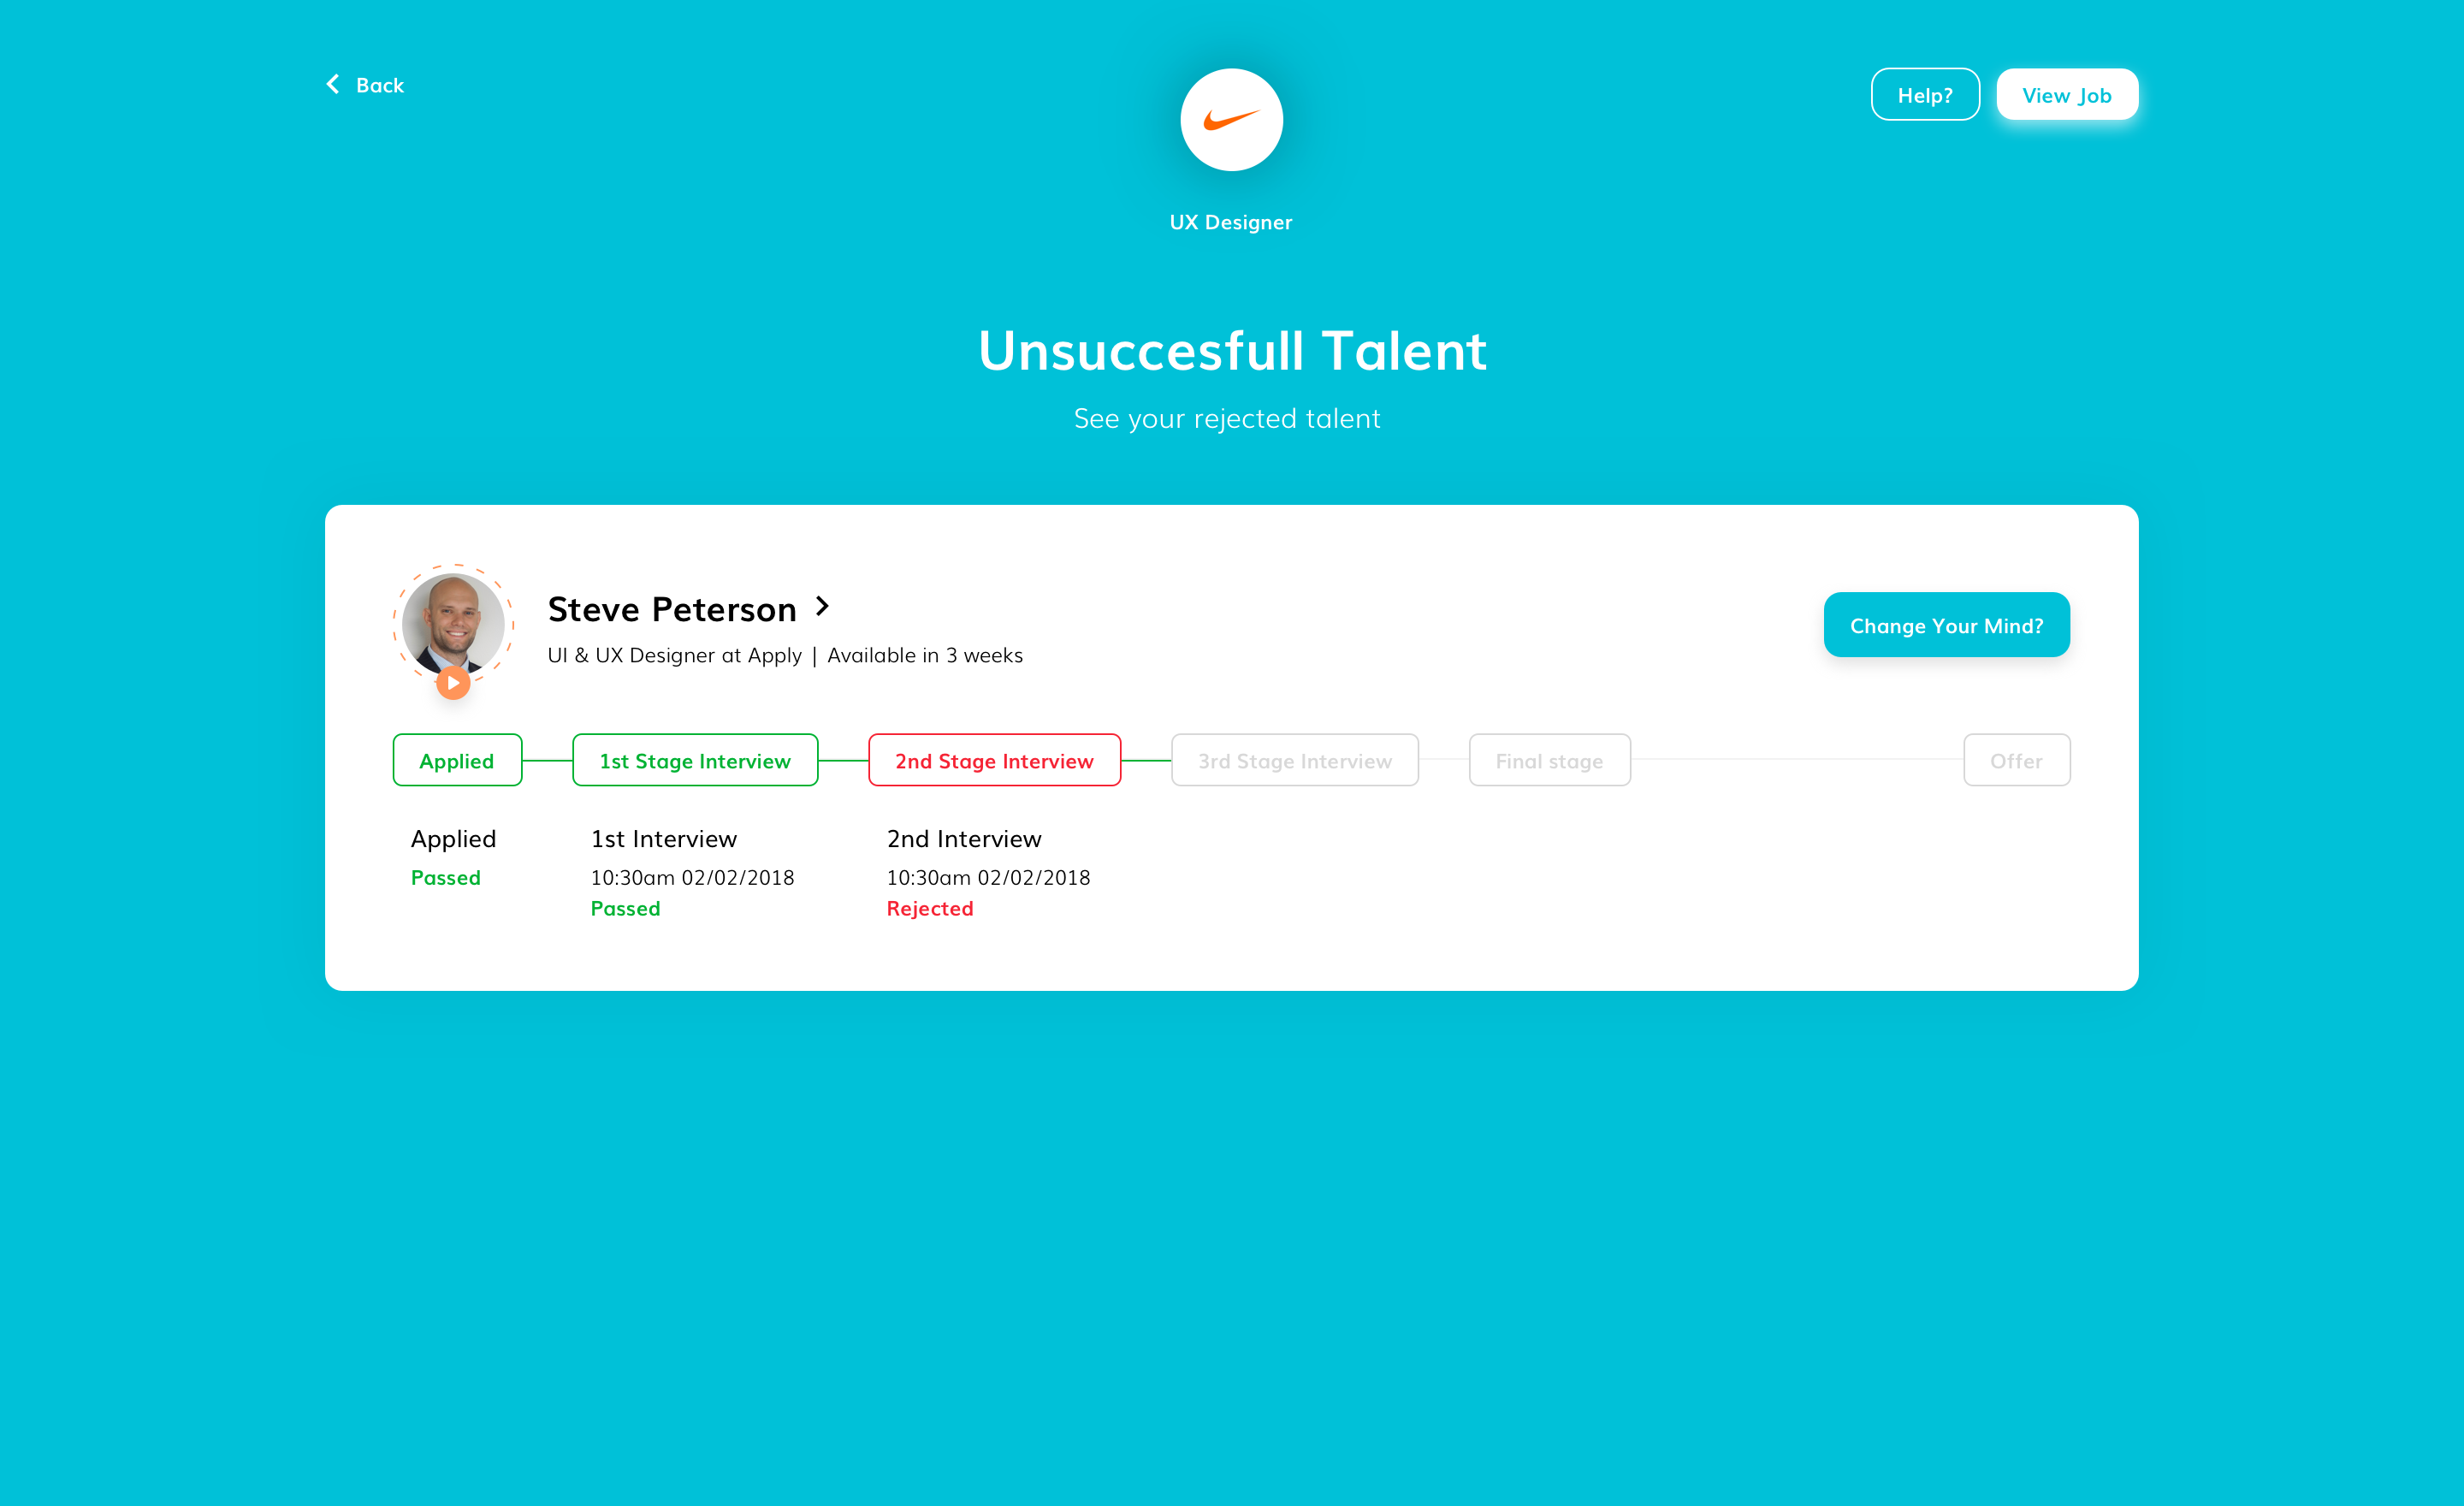 Back
Help?
View Job
UX Designer
Unsuccesfull Talent
See your rejected talent
Steve Peterson
UI & UX Designer at Apply | Available in 3 weeks
Change Your Mind?
Applied
1st Stage Interview
2nd Stage Interview
3rd Stage Interview
Final stage
Offer
Applied
Passed
1st Interview
10:30am 02/02/2018
Passed
2nd Interview
10:30am 02/02/2018
Rejected